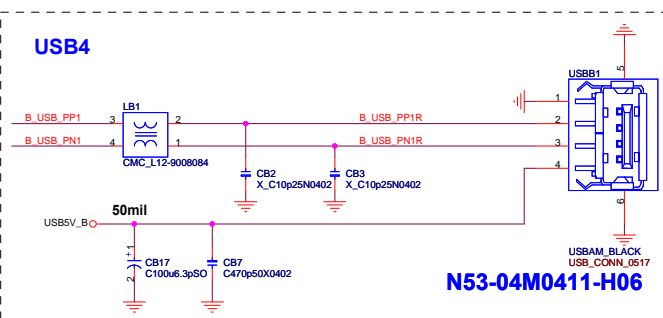 USB4
5
USBB1
LB1
1
B_USB_PP1
3
2
B_USB_PP1R
2
B_USB_PN1
4
1
B_USB_PN1R
3
CMC_L12-9008084
4
CB2
X_C10p25N0402
CB3
X_C10p25N0402
50mil
USB5V_B
6
+
1
CB17
C100u6.3pSO
2
CB7
C470p50X0402
USBAM_BLACK
USB_CONN_0517
N53-04M0411-H06